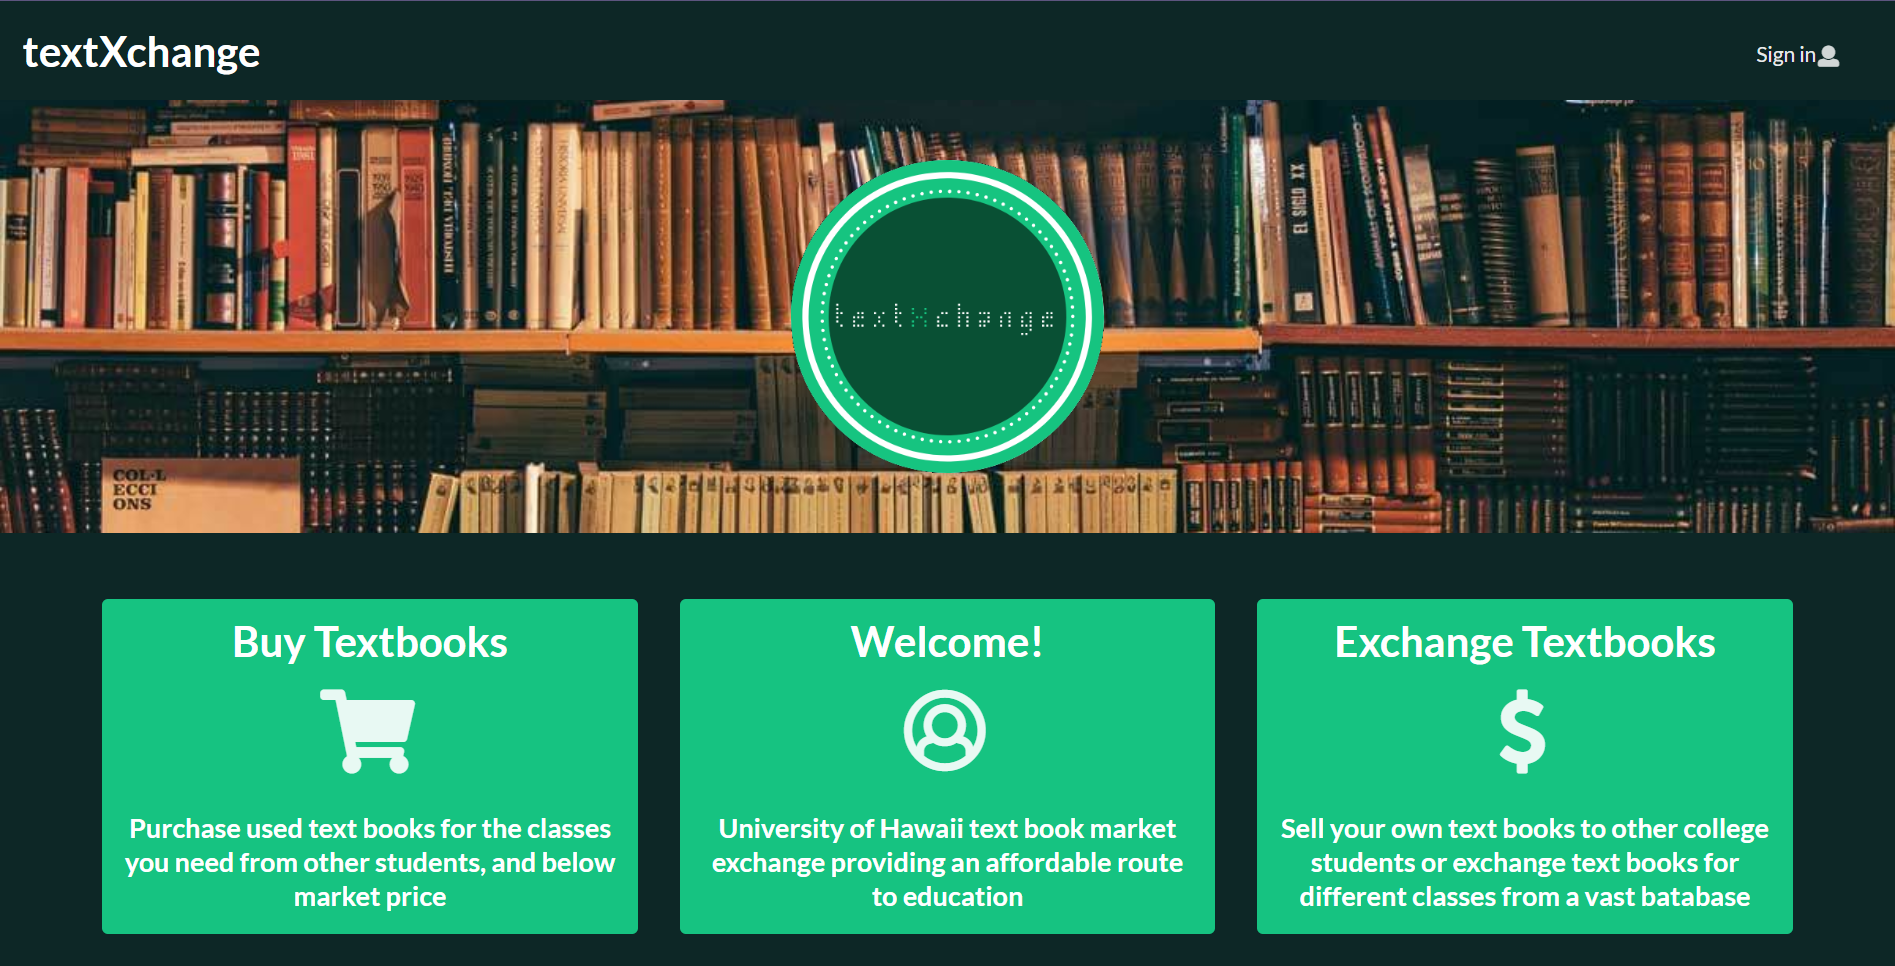 textXchange
Sign in
1981
EL SIGLO XX
textXchange
COL·L
ECCI
ONS
Buy Textbooks
Purchase used text books for the classes
you need from other students, and below
market price
Welcome!
University of Hawaii text book market
exchange providing an affordable route
to education
Exchange Textbooks
Sell your own text books to other college
students or exchange text books for
different classes from a vast batabase